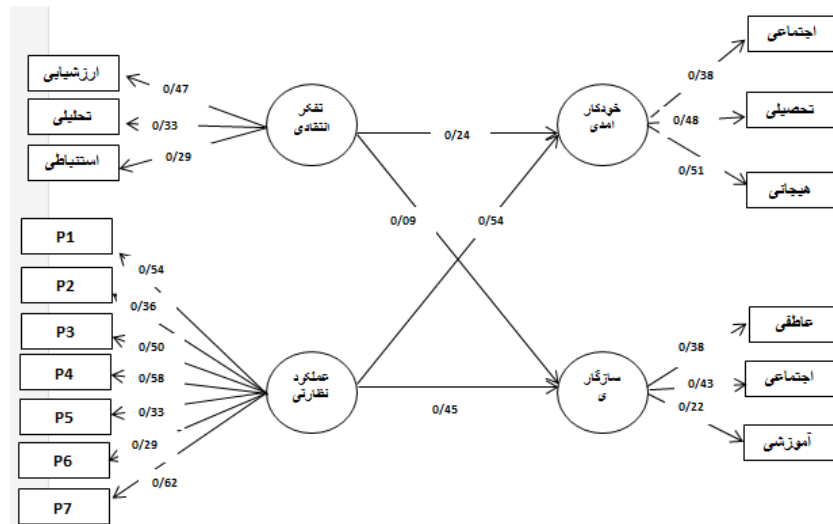 ارزشیابی
0/47
تحلیلی
0/33
استنباطی
0/29
تفکر
انتقادی
0/24
0/09
خودکار
امدی
اجتماعی
0/38
تحصیلی
0/48
هیجانی
0/51
P1
0/54
P2
0/36
P3
0/50
P4
0/58
P5
0/33
P6
0/29
P7
0/62
عملکرد
نظارتی
0/54
0/45
سازگار
ی
عاطفی
0/38
اجتماعی
0/43
آموزشی
0/22